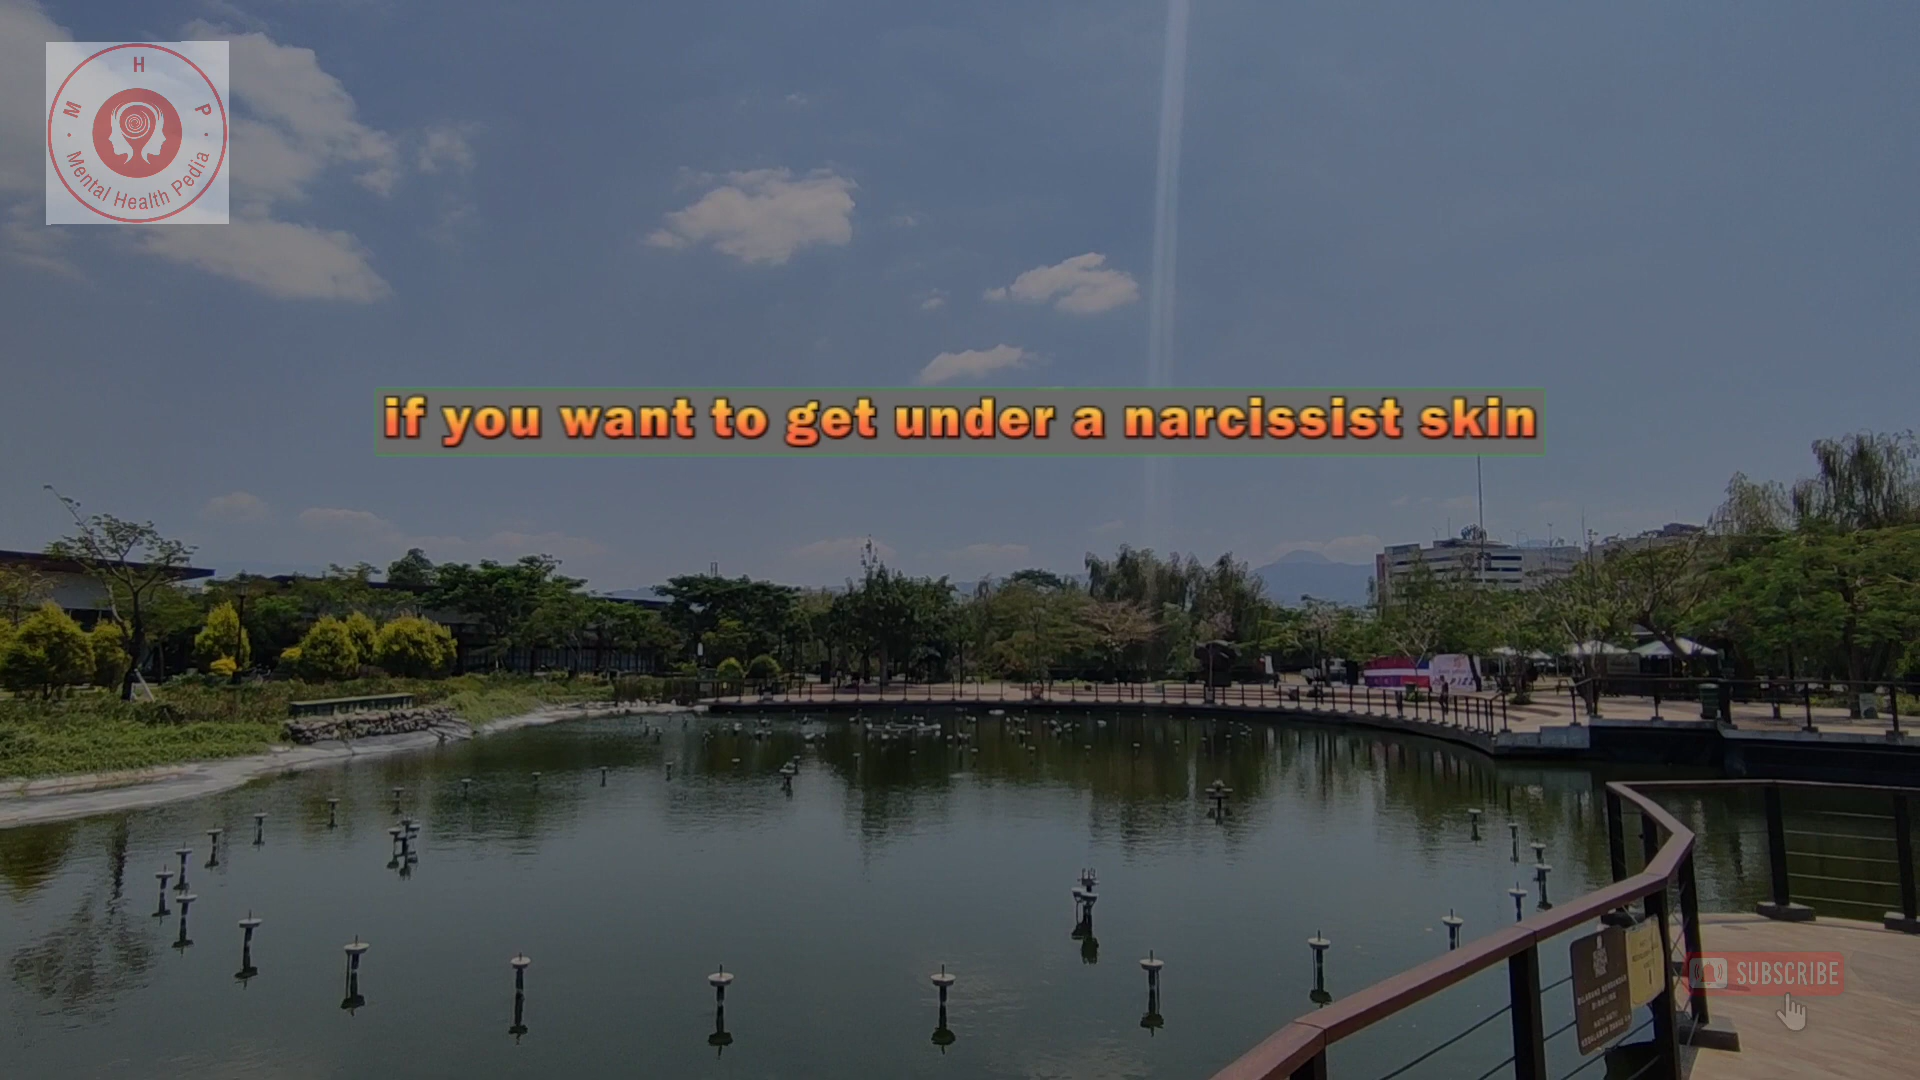 M H P
Mental Health Pedia
if you want to get under a narcissist skin
SUBSCRIBE